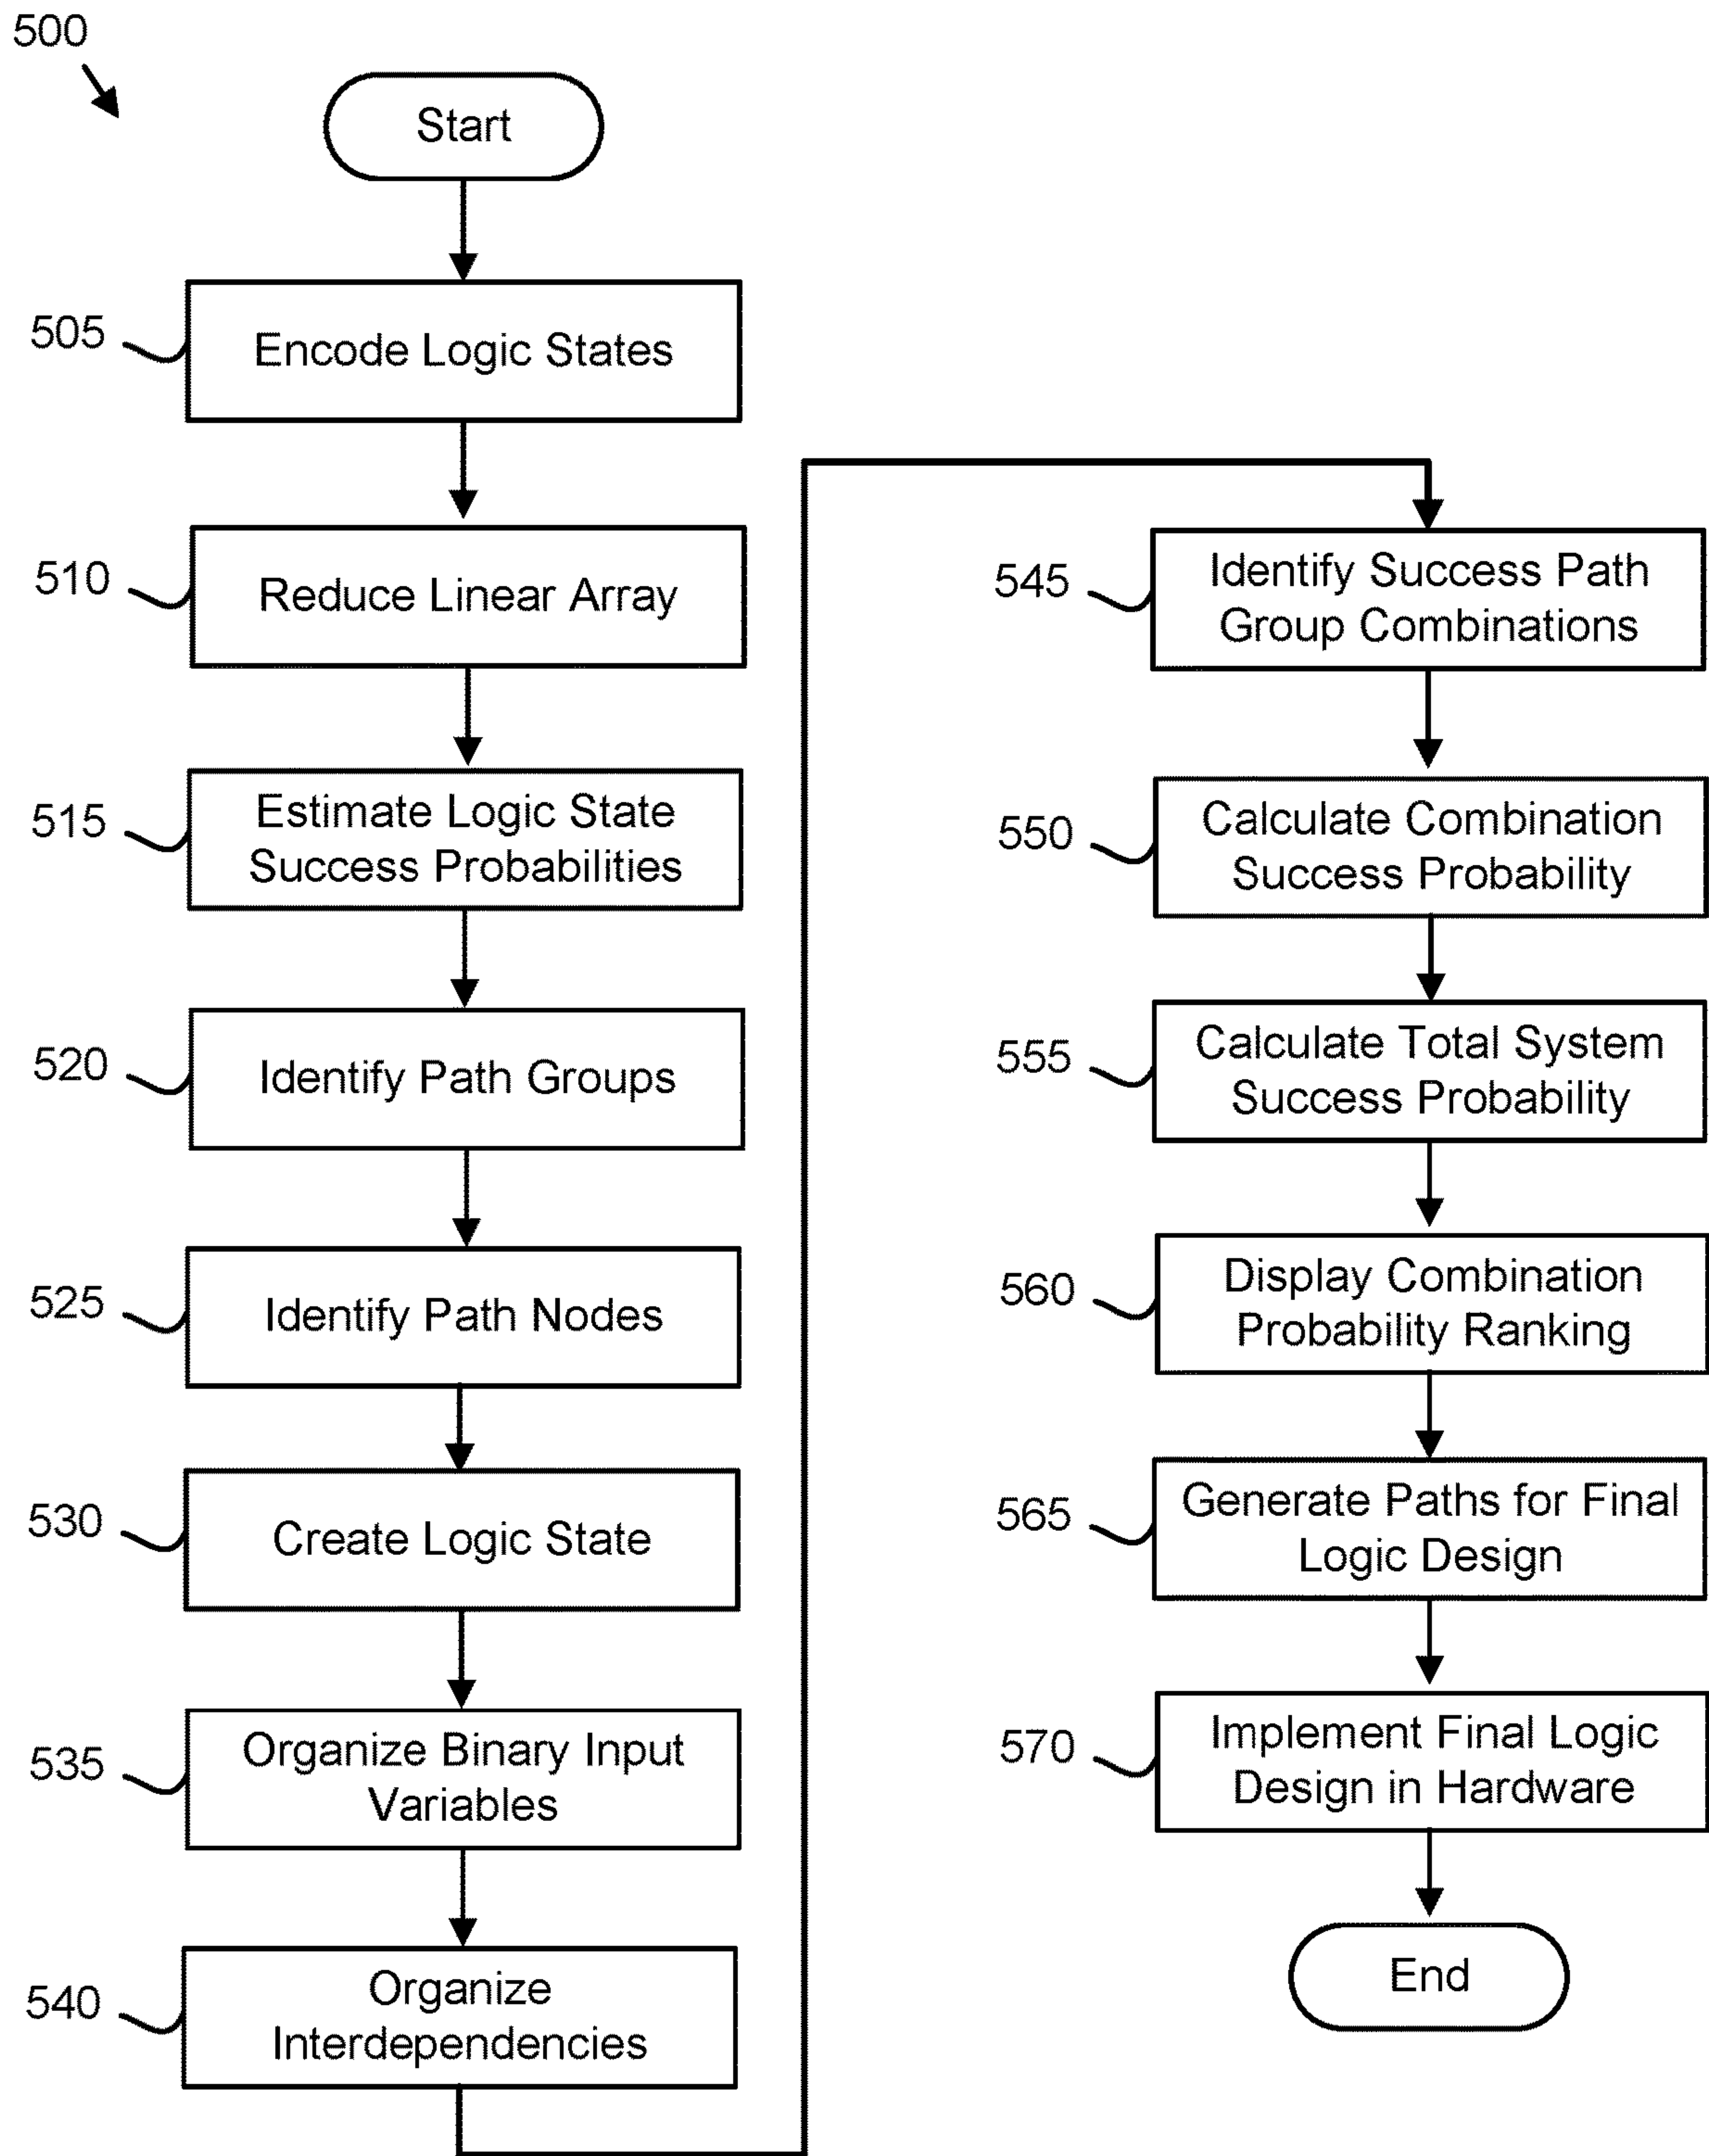 500
Start
505
Encode Logic States
510
Reduce Linear Array
515
Estimate Logic State
Success Probabilities
520
Identify Path Groups
525
Identify Path Nodes
530
Create Logic State
535
Organize Binary Input
Variables
540
Organize
Interdependencies
545
Identify Success Path
Group Combinations
550
Calculate Combination
Success Probability
555
Calculate Total System
Success Probability
560
Display Combination
Probability Ranking
565
Generate Paths for Final
Logic Design
570
Implement Final Logic
Design in Hardware
End